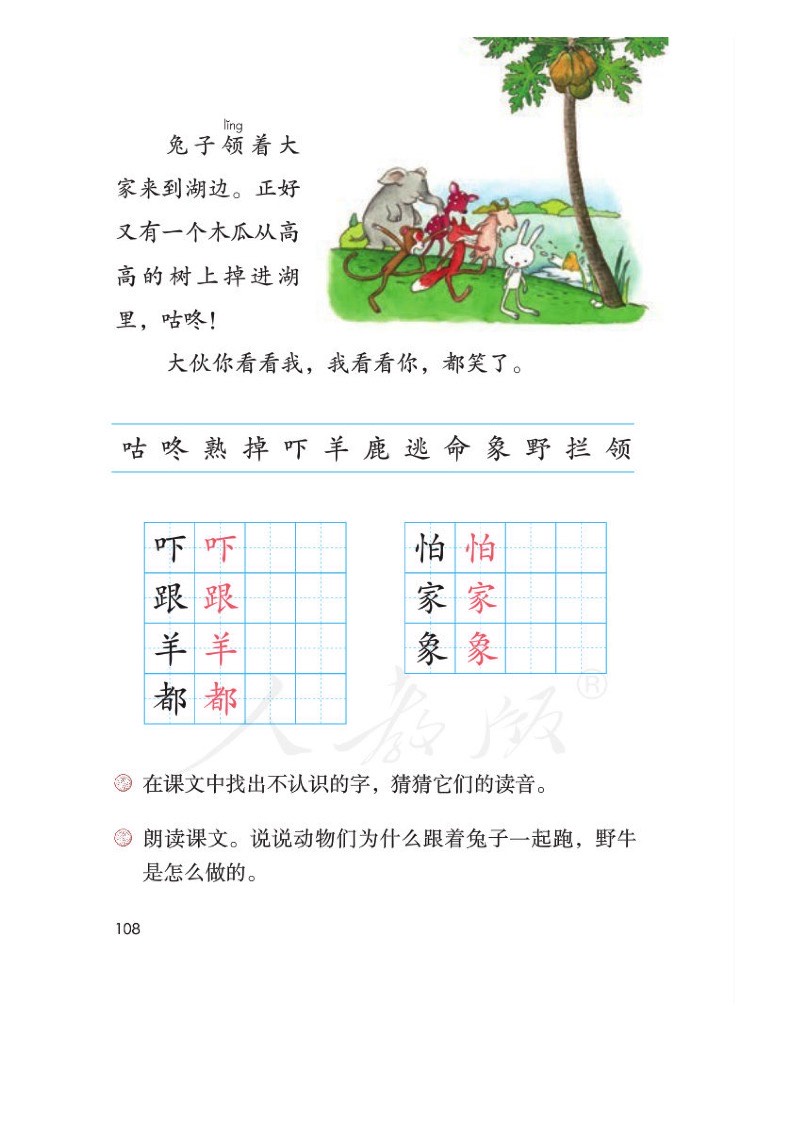 lǐng
兔子领着大
家来到湖边。正好
又有一个木瓜从高
高的树上掉进湖
里，咕咚！
大伙你看看我，我看看你，都笑了。
咕咚熟掉吓羊鹿逃命象野拦领
吓 吓
跟 跟
羊 羊
都 都
怕 怕
家 家
象 象
人教版®
在课文中找出不认识的字，猜猜它们的读音。
朗读课文。说说动物们为什么跟着兔子一起跑，野牛
是怎么做的。
108